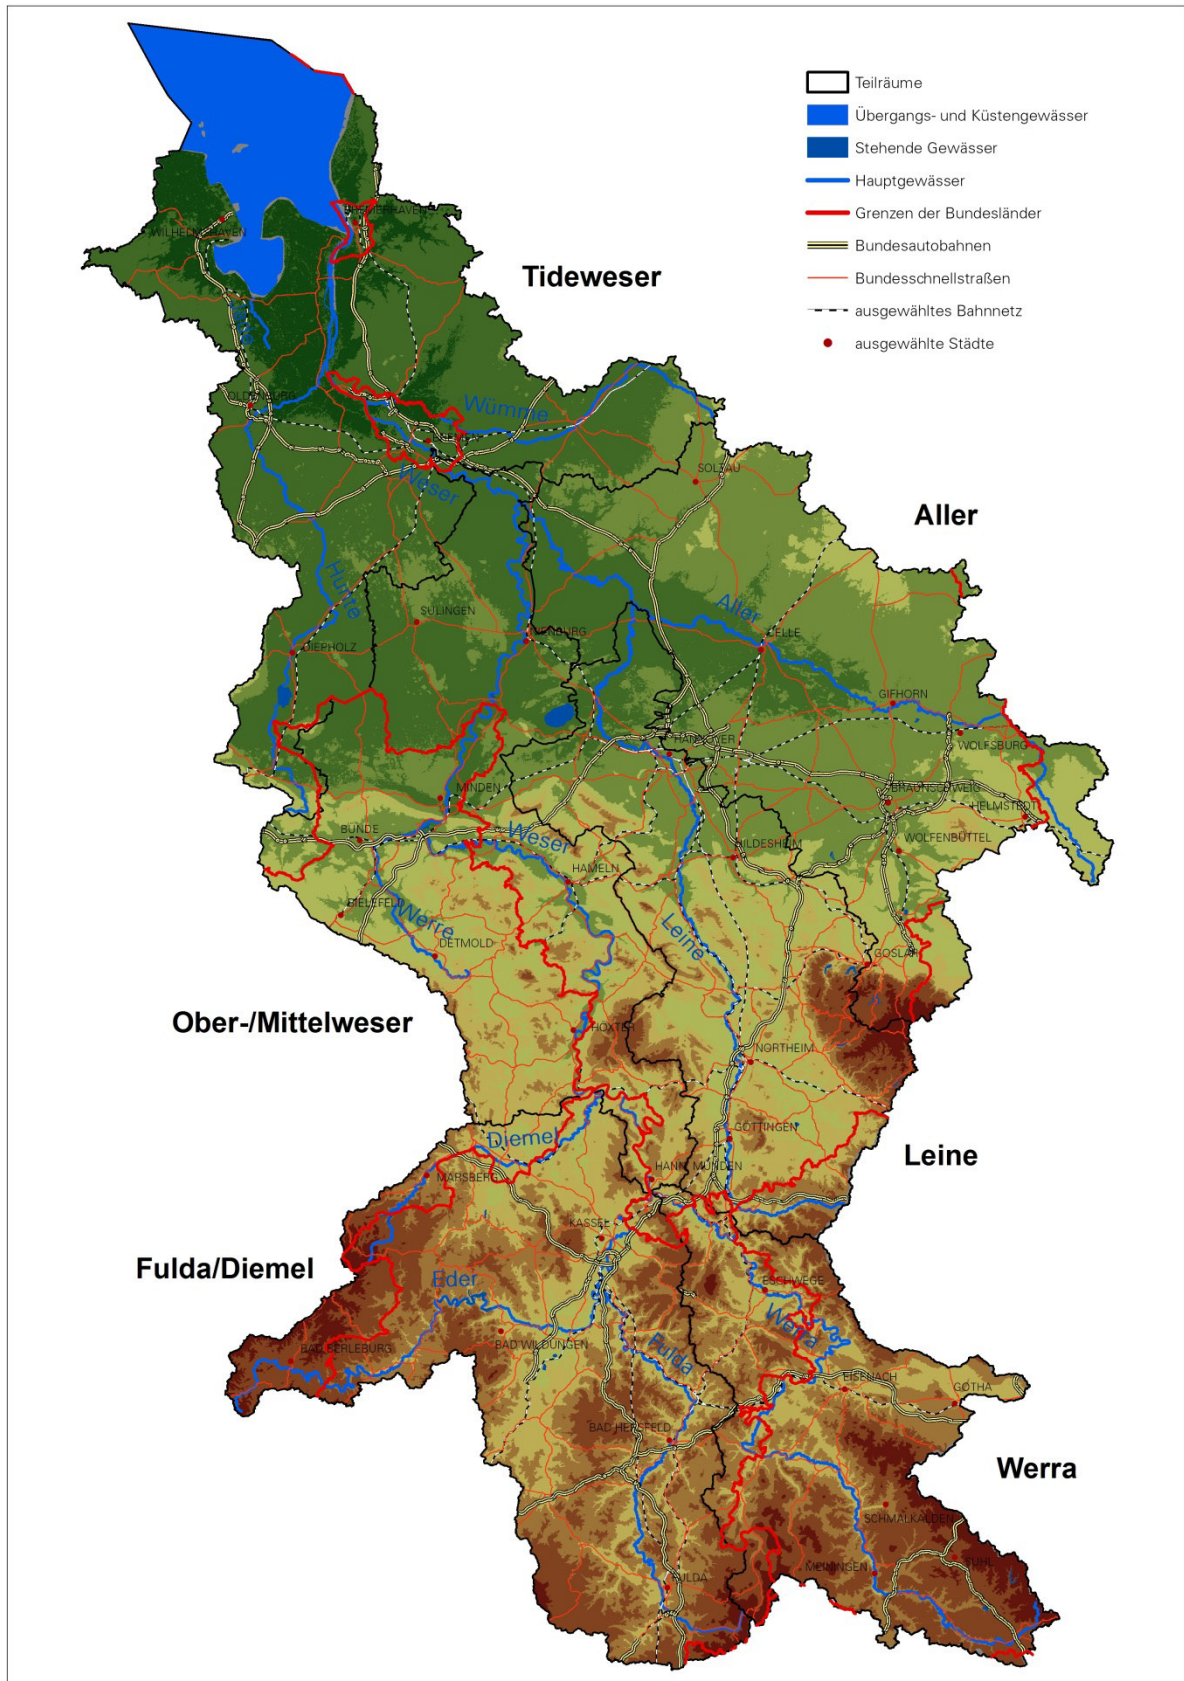 Teilräume
Übergangs- und Küstengewässer
Stehende Gewässer
Hauptgewässer
Grenzen der Bundesländer
Bundesautobahnen
Bundesschnellstraßen
ausgewähltes Bahnnetz
ausgewählte Städte
BREMERHAVEN
WILHELMSHAVEN
Tideweser
Jade
OLDENBURG
Wümme
BREMEN
Weser
SOLTAU
Aller
Hunte
SULINGEN
Aller
NIENBURG
CELLE
DIEPHOLZ
GIFHORN
HANNOVER
WOLFSBURG
MINDEN
BRAUNSCHWEIG
HELMSTEDT
BÜNDE
Weser
HILDESHEIM
WOLFENBÜTTEL
HAMELN
BIELEFELD
Werre
Leine
DETMOLD
GOSLAR
Ober-/Mittelweser
HÖXTER
NORTHEIM
Diemel
GÖTTINGEN
Leine
MARSBERG
HANN. MÜNDEN
KASSEL
Fulda/Diemel
Eder
ESCHWEGE
Werra
BAD BERLEBURG
BAD WILDUNGEN
Fulda
EISENACH
GOTHA
BAD HERSFELD
Werra
SCHMALKALDEN
SUHL
MEININGEN
FULDA